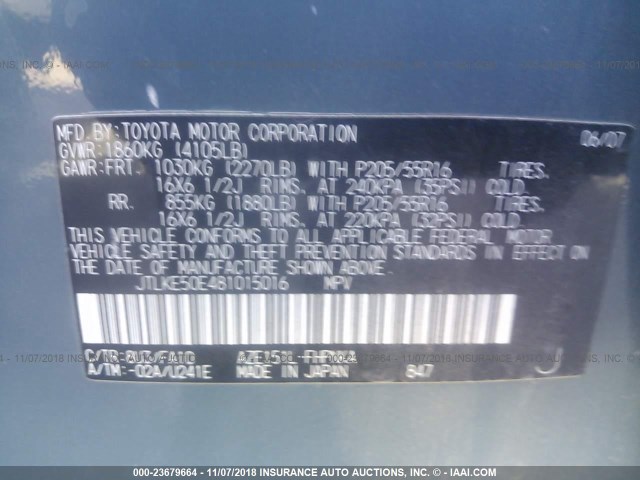 MFD BY: TOYOTA MOTOR CORPORATION 06/07
GVWR: 1860KG (4105LB)
GAWR:FRT. 1030KG (2270LB) WITH P205/55R16 TIRES.
16X6 1/2J RIMS. AT 240KPA (35PSI) COLD.
RR. 855KG (1880LB) WITH P205/55R16 TIRES.
16X6 1/2J RIMS. AT 220KPA (32PSI) COLD.
THIS VEHICLE CONFORMS TO ALL APPLICABLE FEDERAL MOTOR
VEHICLE SAFETY AND THEFT PREVENTION STANDARDS IN EFFECT ON
THE DATE OF MANUFACTURE SHOWN ABOVE.
JTLKE50E481015016 MPV
C/TR:
A/TM: -02A/U241E MADE IN JAPAN 847 J
000-23679664 - 11/07/2018 INSURANCE AUTO AUCTIONS, INC. - © - IAAI.COM